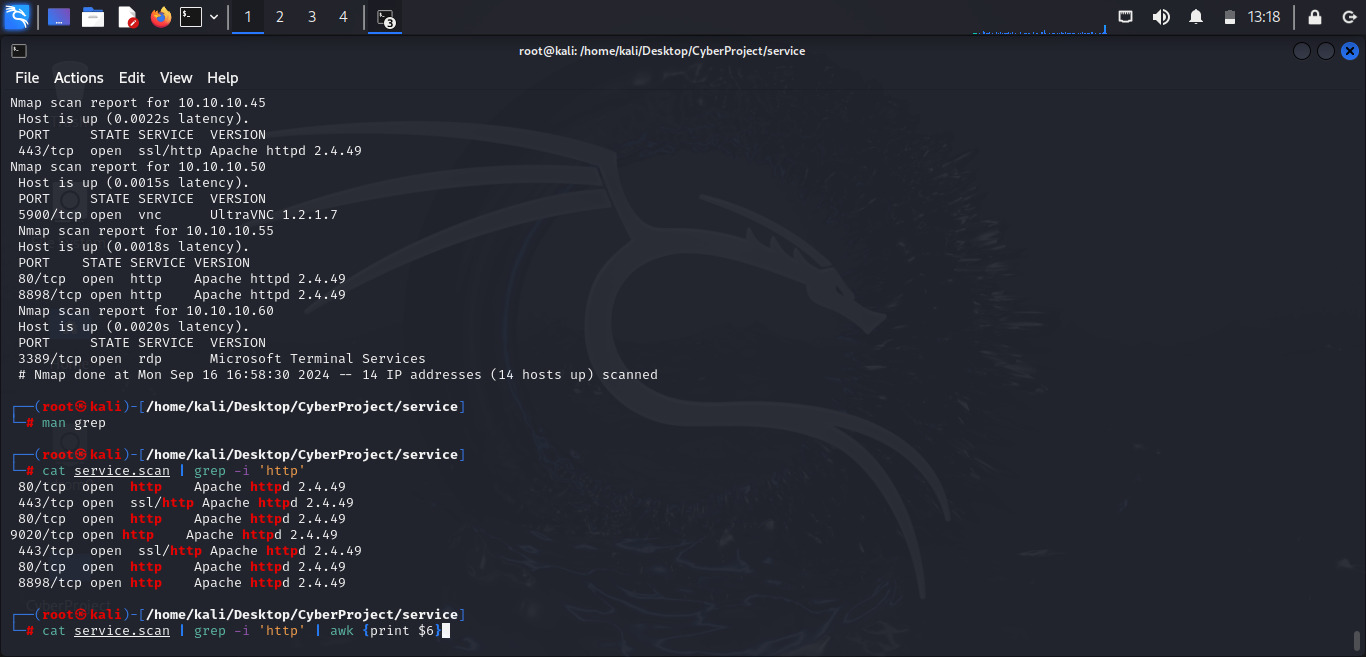 1 2 3 4 3 13:18
root@kali: /home/kali/Desktop/CyberProject/service
File Actions Edit View Help
Nmap scan report for 10.10.10.45
Host is up (0.0022s latency).
PORT     STATE SERVICE  VERSION
443/tcp  open  ssl/http Apache httpd 2.4.49
Nmap scan report for 10.10.10.50
Host is up (0.0015s latency).
PORT     STATE SERVICE  VERSION
5900/tcp open  vnc      UltraVNC 1.2.1.7
Nmap scan report for 10.10.10.55
Host is up (0.0018s latency).
PORT    STATE SERVICE VERSION
80/tcp  open  http    Apache httpd 2.4.49
8898/tcp open http    Apache httpd 2.4.49
Nmap scan report for 10.10.10.60
Host is up (0.0020s latency).
PORT     STATE SERVICE  VERSION
3389/tcp open  rdp      Microsoft Terminal Services
# Nmap done at Mon Sep 16 16:58:30 2024 -- 14 IP addresses (14 hosts up) scanned
┌──(root㉿kali)-[/home/kali/Desktop/CyberProject/service]
└─# man grep
┌──(root㉿kali)-[/home/kali/Desktop/CyberProject/service]
└─# cat service.scan | grep -i 'http'
80/tcp  open  http    Apache httpd 2.4.49
443/tcp open  ssl/http Apache httpd 2.4.49
80/tcp  open  http    Apache httpd 2.4.49
9020/tcp open http    Apache httpd 2.4.49
443/tcp  open  ssl/http Apache httpd 2.4.49
80/tcp  open  http    Apache httpd 2.4.49
8898/tcp open http    Apache httpd 2.4.49
┌──(root㉿kali)-[/home/kali/Desktop/CyberProject/service]
└─# cat service.scan | grep -i 'http' | awk {print $6}